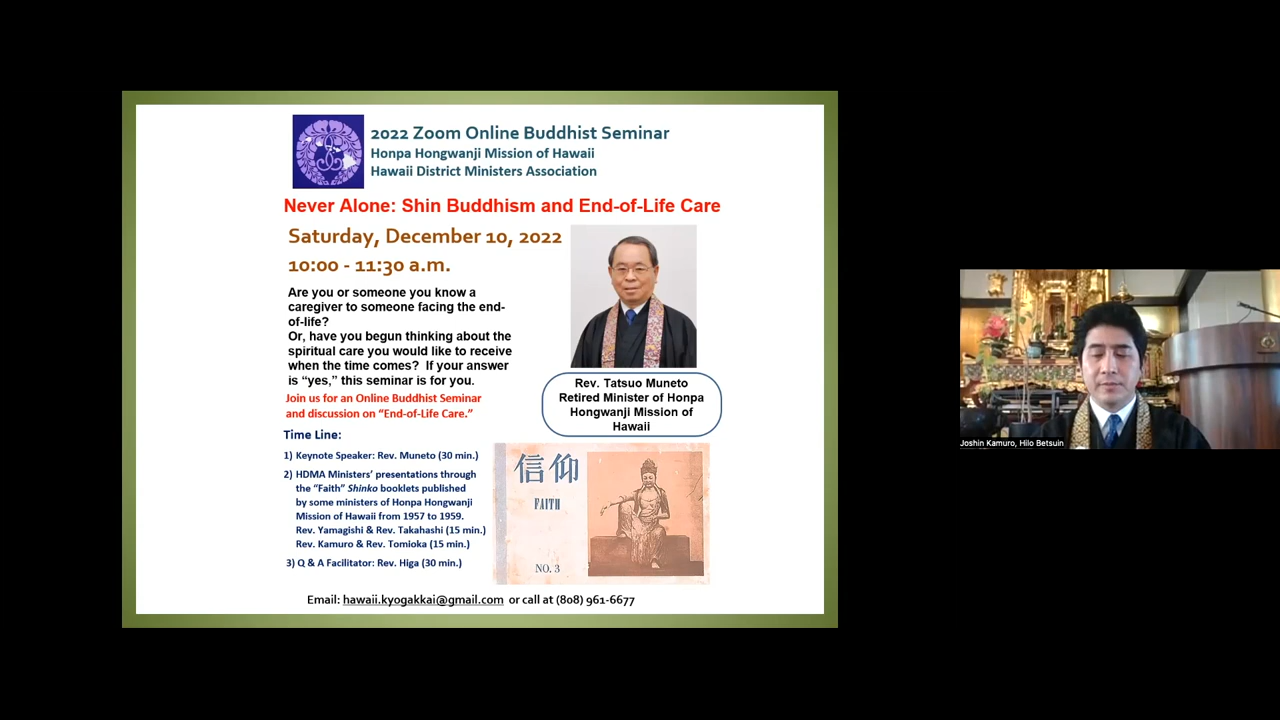 2022 Zoom Online Buddhist Seminar
Honpa Hongwanji Mission of Hawaii
Hawaii District Ministers Association
Never Alone: Shin Buddhism and End-of-Life Care
Saturday, December 10, 2022
10:00 - 11:30 a.m.
Are you or someone you know a
caregiver to someone facing the end-
of-life?
Or, have you begun thinking about the
spiritual care you would like to receive
when the time comes?  If your answer
is “yes,” this seminar is for you.
Join us for an Online Buddhist Seminar
and discussion on “End-of-Life Care.”
Rev. Tatsuo Muneto
Retired Minister of Honpa
Hongwanji Mission of
Hawaii
Time Line:
1) Keynote Speaker: Rev. Muneto (30 min.)
2) HDMA Ministers’ presentations through
the “Faith” Shinko booklets published
by some ministers of Honpa Hongwanji
Mission of Hawaii from 1957 to 1959.
Rev. Yamagishi & Rev. Takahashi (15 min.)
Rev. Kamuro & Rev. Tomioka (15 min.)
3) Q & A Facilitator: Rev. Higa (30 min.)
信仰
FAITH
NO. 3
Email: hawaii.kyogakkai@gmail.com or call at (808) 961-6677
Joshin Kamuro, Hilo Betsuin